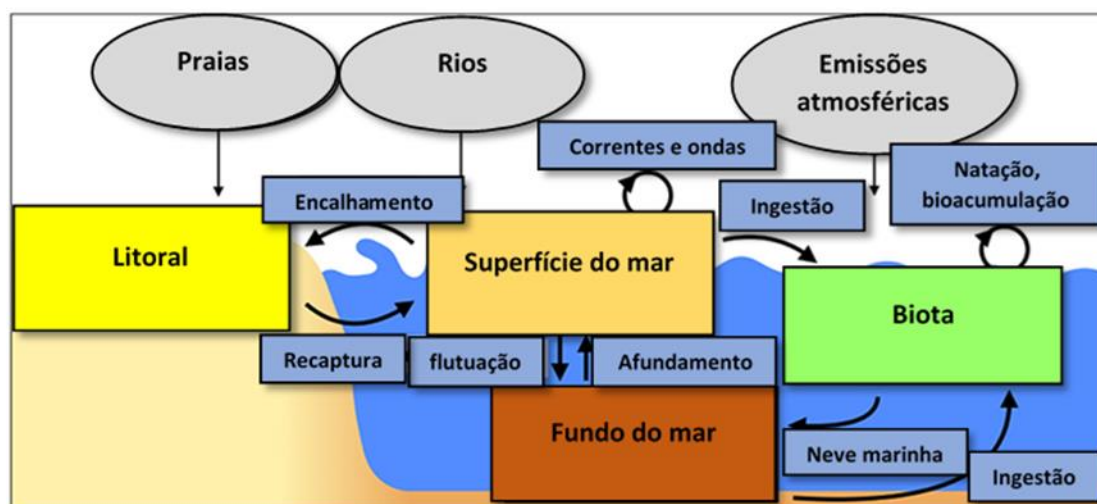 Praias
Rios
Emissões
atmosféricas
Correntes e ondas
Natação,
bioacumulação
Encalhamento
Ingestão
Litoral
Superfície do mar
Biota
Recaptura
flutuação
Afundamento
Fundo do mar
Neve marinha
Ingestão